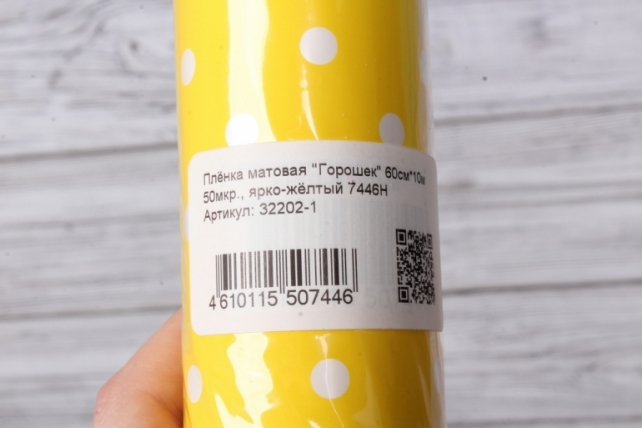 Плёнка матовая "Горошек" 60см*10м
50мкр., ярко-жёлтый 7446Н
Артикул: 32202-1
4 610115 507446